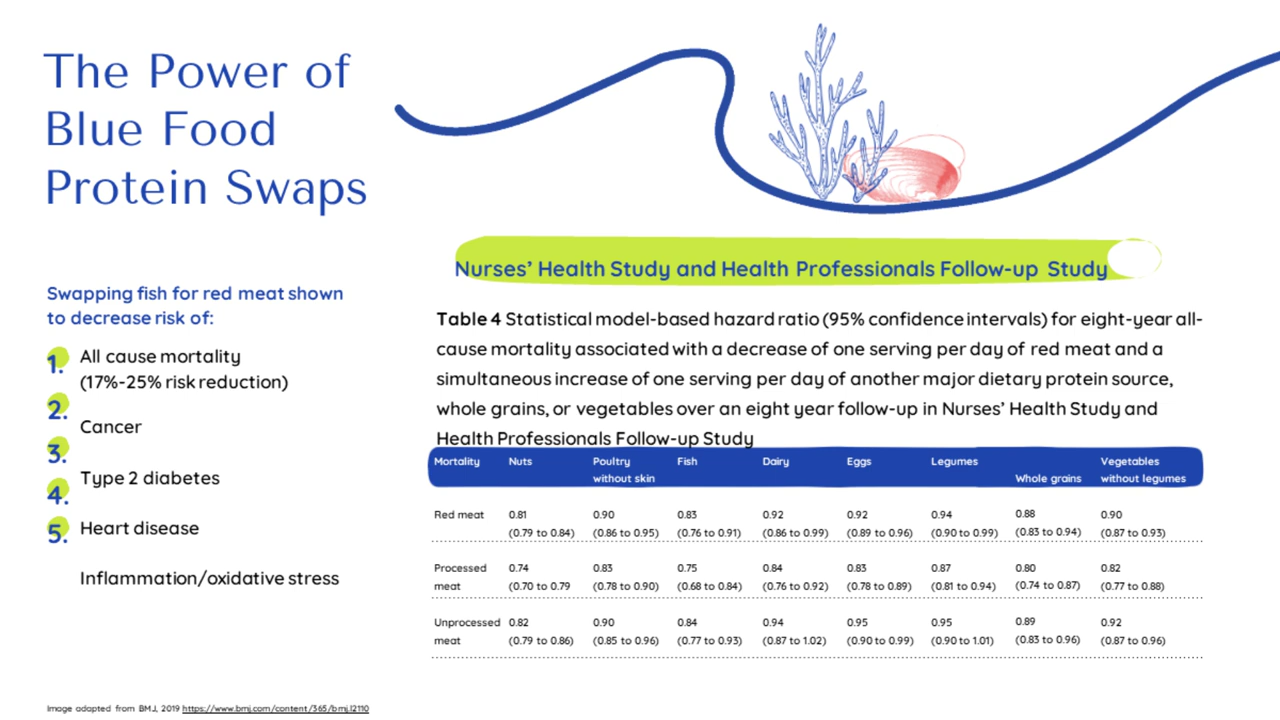 The Power of
Blue Food
Protein Swaps
Swapping fish for red meat shown
to decrease risk of:
1. All cause mortality
(17%-25% risk reduction)
2. Cancer
3. Type 2 diabetes
4. Heart disease
5. Inflammation/oxidative stress
Nurses’ Health Study and Health Professionals Follow-up Study
Table 4 Statistical model-based hazard ratio (95% confidence intervals) for eight-year all-
cause mortality associated with a decrease of one serving per day of red meat and a
simultaneous increase of one serving per day of another major dietary protein source,
whole grains, or vegetables over an eight year follow-up in Nurses’ Health Study and
Health Professionals Follow-up Study
Mortality Nuts Poultry Fish Dairy Eggs Legumes Vegetables
without skin Whole grains without legumes
Red meat 0.81 0.90 0.83 0.92 0.92 0.94 0.88 0.90
(0.79 to 0.84) (0.86 to 0.95) (0.76 to 0.91) (0.86 to 0.99) (0.89 to 0.96) (0.90 to 0.99) (0.83 to 0.94) (0.87 to 0.93)
Processed 0.74 0.83 0.75 0.84 0.83 0.87 0.80 0.82
meat (0.70 to 0.79 (0.78 to 0.90) (0.68 to 0.84) (0.76 to 0.92) (0.78 to 0.89) (0.81 to 0.94) (0.74 to 0.87) (0.77 to 0.88)
Unprocessed 0.82 0.90 0.84 0.94 0.95 0.95 0.89 0.92
meat (0.79 to 0.86) (0.85 to 0.96) (0.77 to 0.93) (0.87 to 1.02) (0.90 to 0.99) (0.90 to 1.01) (0.83 to 0.96) (0.87 to 0.96)
Image adapted from BMJ, 2019 https://www.bmj.com/content/365/bmj.l2110